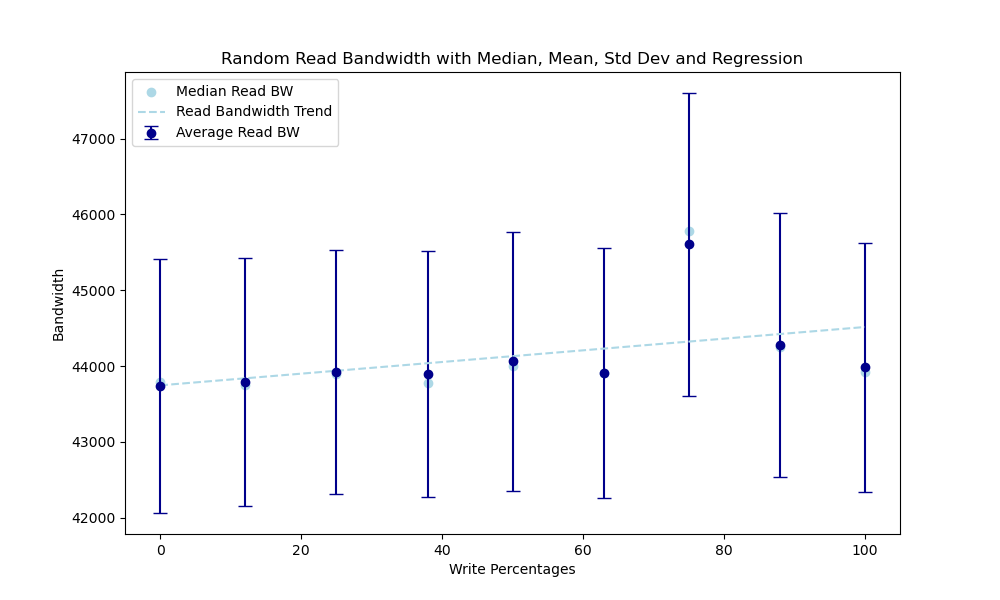 Random Read Bandwidth with Median, Mean, Std Dev and Regression
Median Read BW
Read Bandwidth Trend
Average Read BW
47000
46000
45000
44000
43000
42000
Bandwidth
0 20 40 60 80 100
Write Percentages